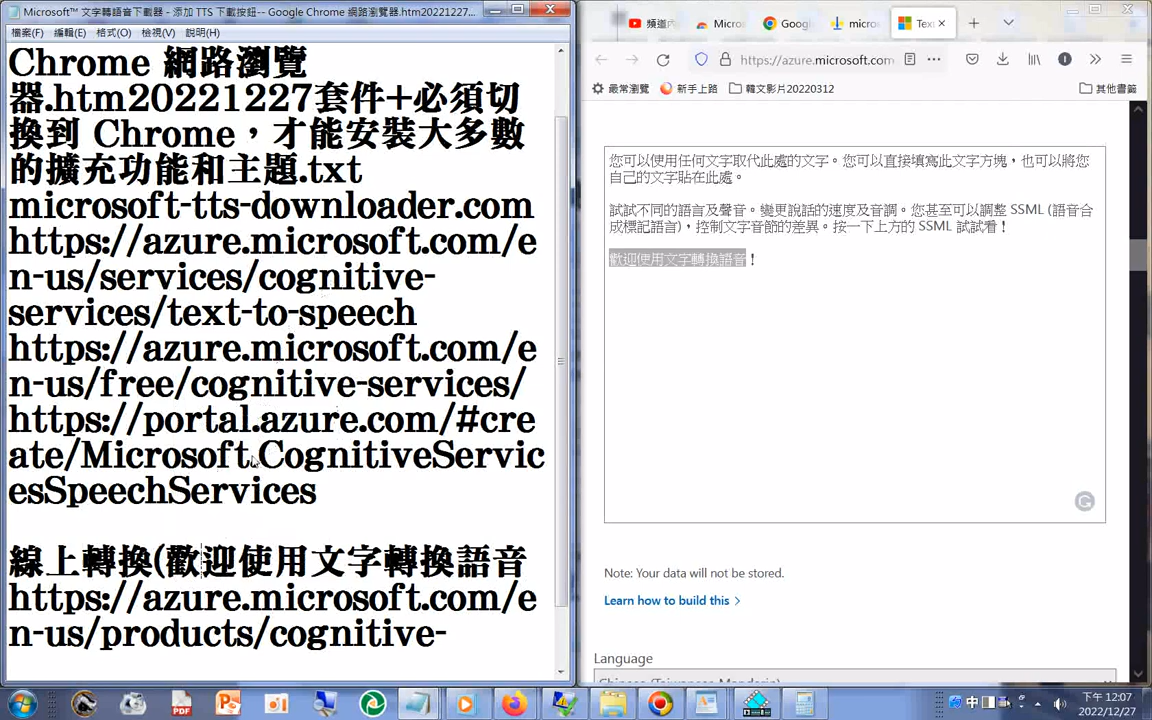 Microsoft™ 文字轉語音下載器 - 添加 TTS 下載按鈕-- Google Chrome 網路瀏覽器.htm20221227...
檔案(F) 編輯(E) 格式(O) 檢視(V) 說明(H)
Chrome 網路瀏覽
器.htm20221227套件+必須切
換到 Chrome，才能安裝大多數
的擴充功能和主題.txt
microsoft-tts-downloader.com
https://azure.microsoft.com/e
n-us/services/cognitive-
services/text-to-speech
https://azure.microsoft.com/e
n-us/free/cognitive-services/
https://portal.azure.com/#cre
ate/Microsoft.CognitiveServic
esSpeechServices
線上轉換(歡迎使用文字轉換語音
https://azure.microsoft.com/e
n-us/products/cognitive-
頻道內 Micros Googl micros Text
https://azure.microsoft.com
最常瀏覽 新手上路 韓文影片20220312 其他書籤
您可以使用任何文字取代此處的文字。您可以直接填寫此文字方塊，也可以將您
自己的文字貼在此處。
試試不同的語言及聲音。變更說話的速度及音調。您甚至可以調整 SSML (語音合
成標記語言)，控制文字音節的差異。按一下上方的 SSML 試試看！
歡迎使用文字轉換語音！
Note: Your data will not be stored.
Learn how to build this
Language
Chinese (Taiwanese Mandarin)
PDF
中
下午 12:07
2022/12/27